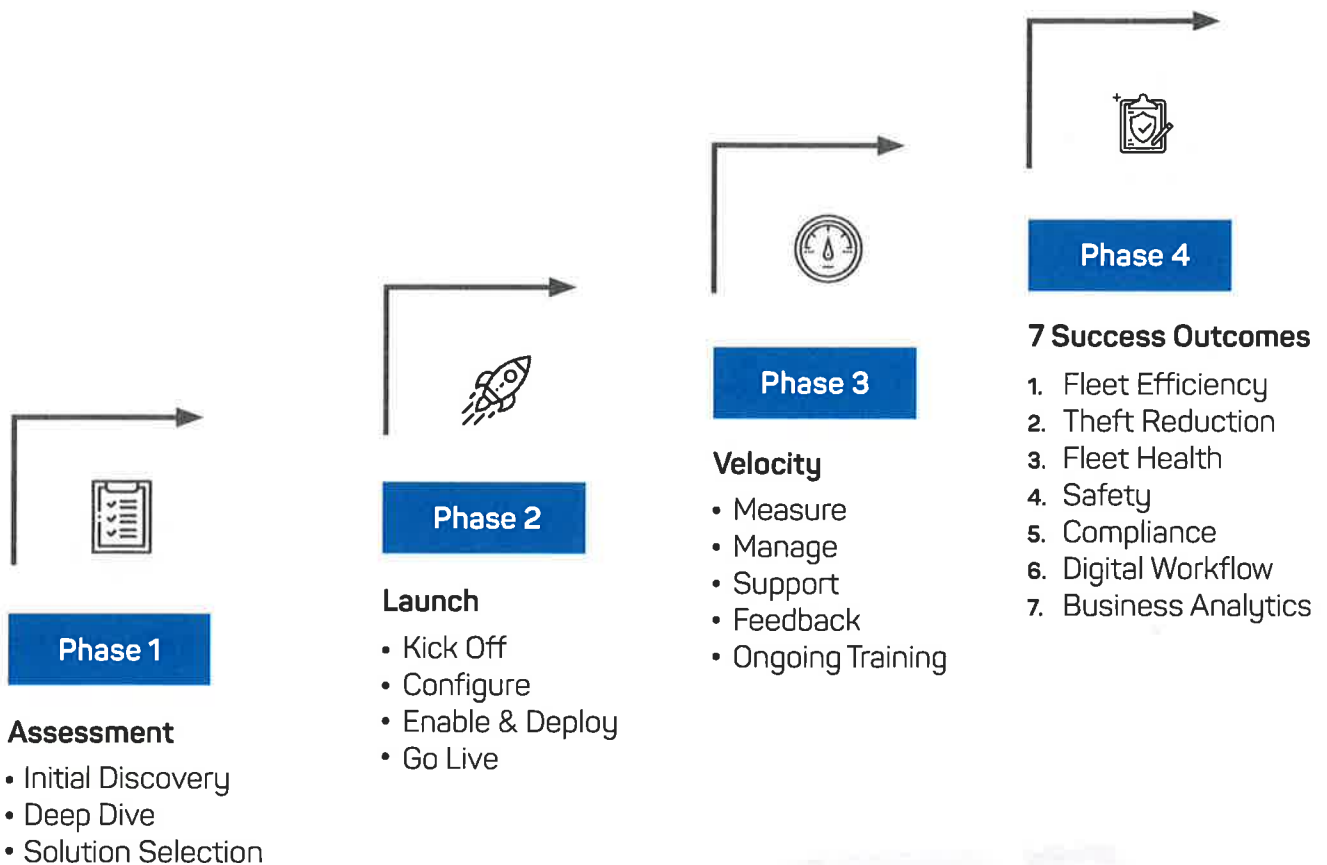 Phase 1
Assessment
• Initial Discovery
• Deep Dive
• Solution Selection
Phase 2
Launch
• Kick Off
• Configure
• Enable & Deploy
• Go Live
Phase 3
Velocity
• Measure
• Manage
• Support
• Feedback
• Ongoing Training
Phase 4
7 Success Outcomes
1. Fleet Efficiency
2. Theft Reduction
3. Fleet Health
4. Safety
5. Compliance
6. Digital Workflow
7. Business Analytics